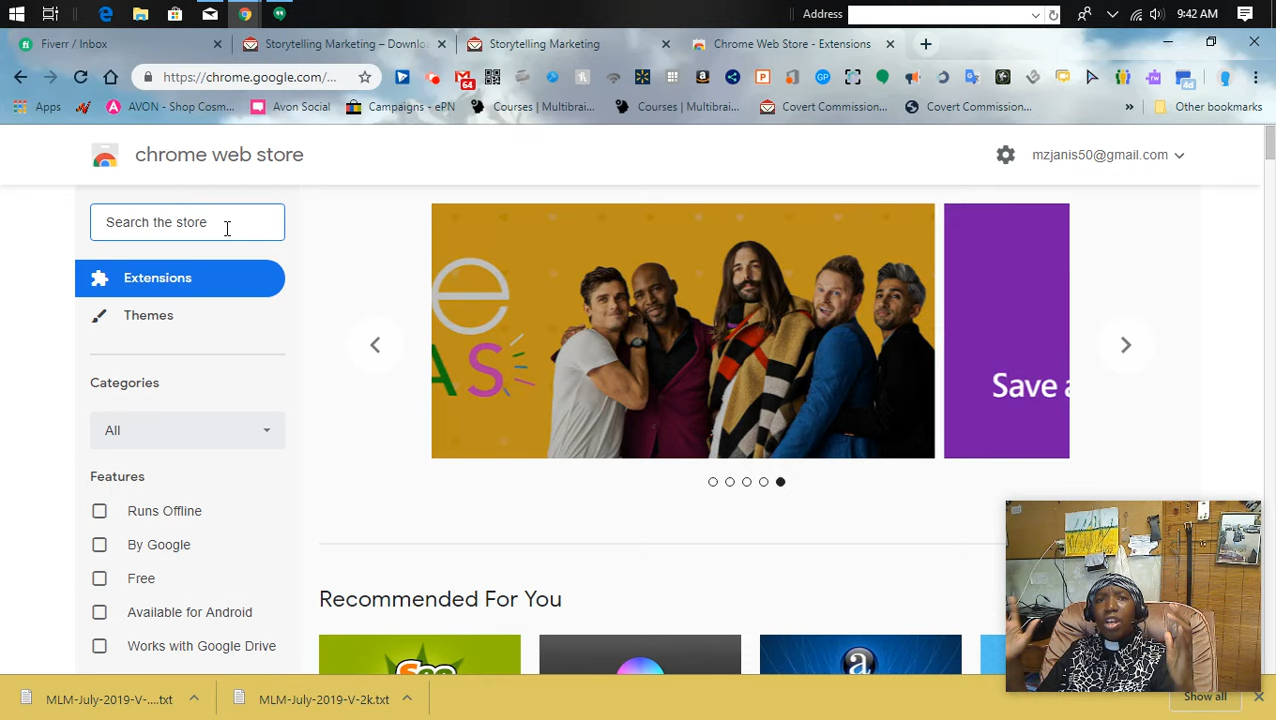 Address
9:42 AM
Fiverr / Inbox
Storytelling Marketing – Downlo
Storytelling Marketing
Chrome Web Store - Extensions
https://chrome.google.com/...
64
4d
Apps
AVON - Shop Cosm...
Avon Social
Campaigns - ePN
Courses | Multibrai...
Courses | Multibrai...
Covert Commission...
Covert Commission...
Other bookmarks
chrome web store
mzjanis50@gmail.com
Search the store
Extensions
Themes
Categories
All
Features
Runs Offline
By Google
Free
Available for Android
Works with Google Drive
e
AS
Save a
Recommended For You
MLM-July-2019-V-....txt
MLM-July-2019-V-2k.txt
Show all